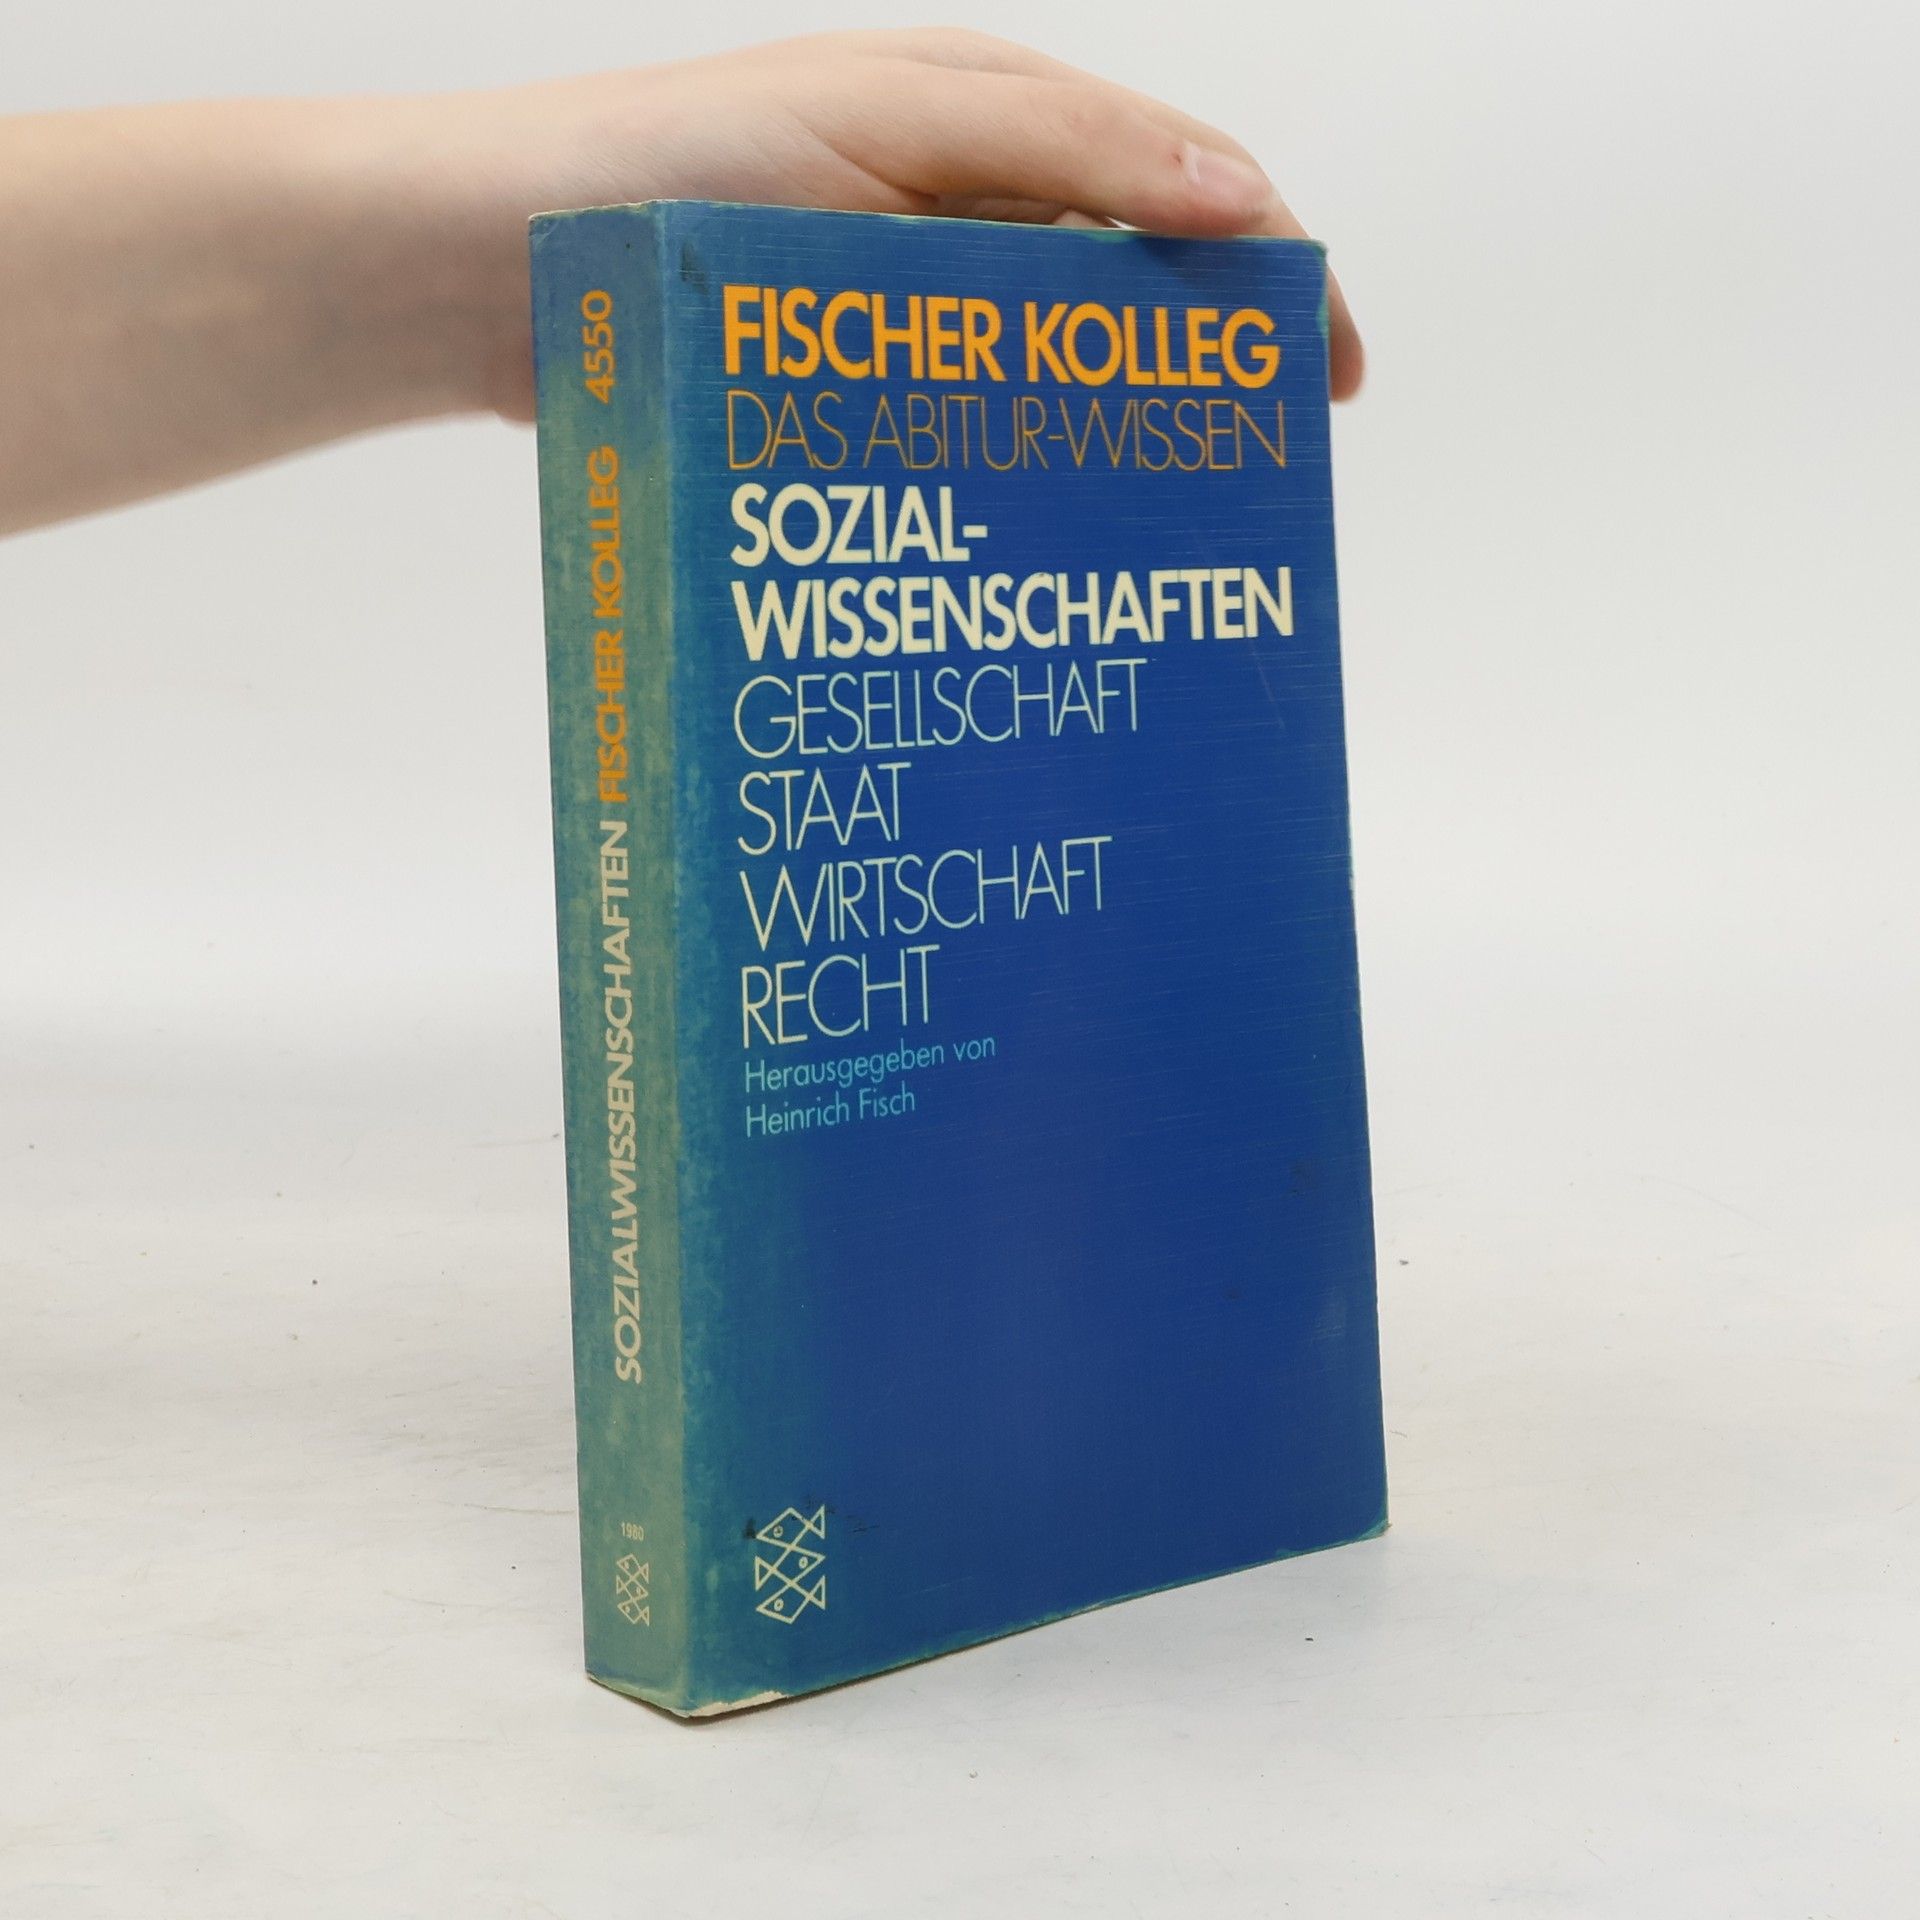 FISCHER KOLLEG
DAS ABITUR-WISSEN
SOZIAL-
WISSENSCHAFTEN
GESELLSCHAFT
STAAT
WIRTSCHAFT
RECHT
Herausgegeben von
Heinrich Fisch
SOZIALWISSENSCHAFTEN FISCHER KOLLEG 4550
1980